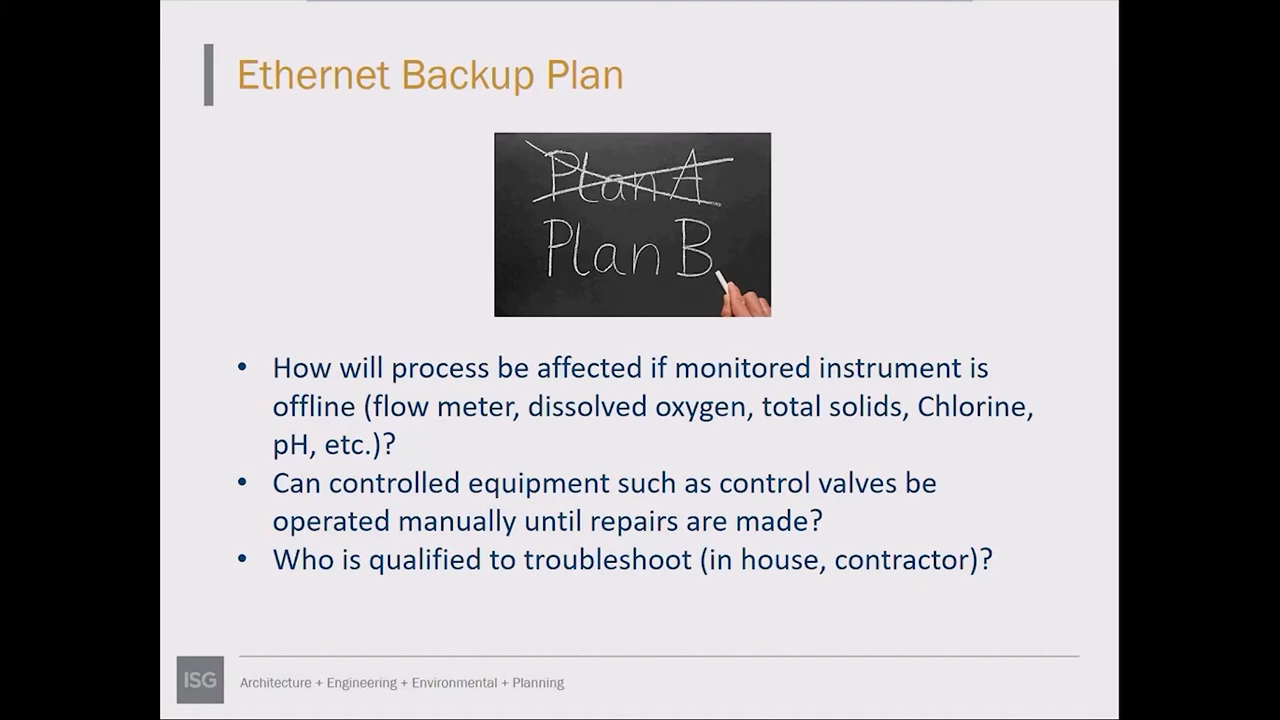 Ethernet Backup Plan
Plan A
Plan B
• How will process be affected if monitored instrument is
offline (flow meter, dissolved oxygen, total solids, Chlorine,
pH, etc.)?
• Can controlled equipment such as control valves be
operated manually until repairs are made?
• Who is qualified to troubleshoot (in house, contractor)?
ISG
Architecture + Engineering + Environmental + Planning